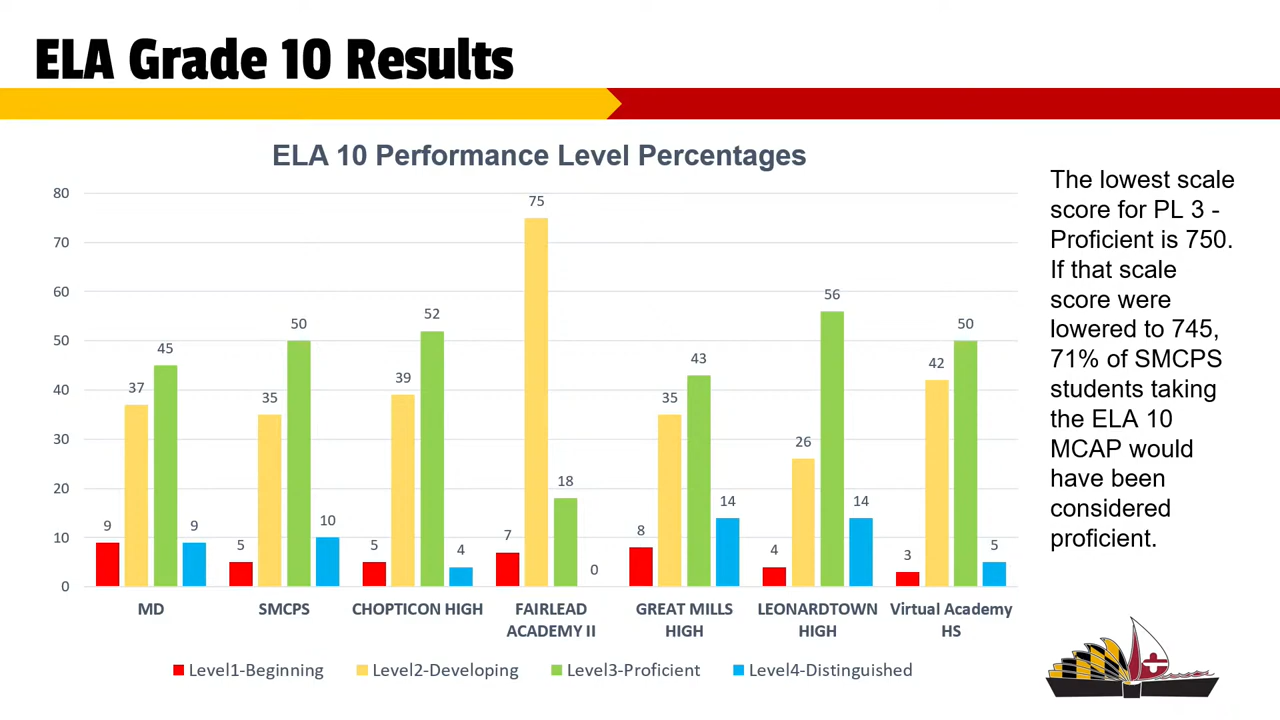 ELA Grade 10 Results
ELA 10 Performance Level Percentages
80
70
60
50
40
30
20
10
0
9
37
45
9
5
35
50
10
5
39
52
4
7
75
18
0
8
35
43
14
4
26
56
14
3
42
50
5
MD
SMCPS
CHOPTICON HIGH
FAIRLEAD
ACADEMY II
GREAT MILLS
HIGH
LEONARDTOWN
HIGH
Virtual Academy
HS
Level1-Beginning
Level2-Developing
Level3-Proficient
Level4-Distinguished
The lowest scale
score for PL 3 -
Proficient is 750.
If that scale
score were
lowered to 745,
71% of SMCPS
students taking
the ELA 10
MCAP would
have been
considered
proficient.